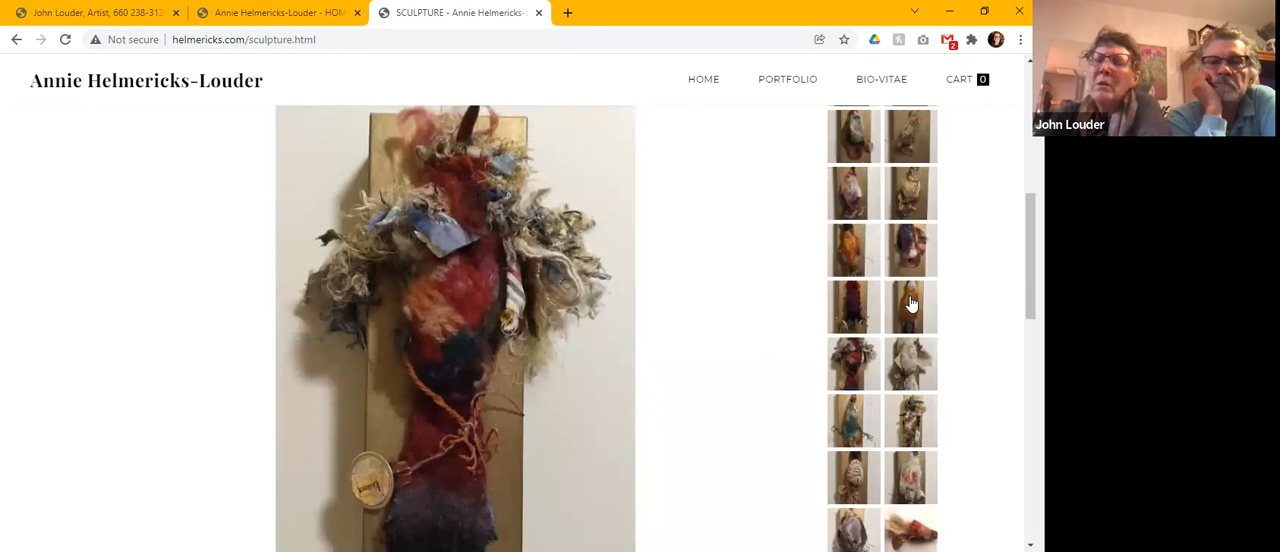 John Louder, Artist, 660 238-312
Annie Helmericks-Louder - HOM
SCULPTURE - Annie Helmericks-
Not secure
helmericks.com/sculpture.html
2
Annie Helmericks-Louder
HOME
PORTFOLIO
BIO-VITAE
CART 0
John Louder